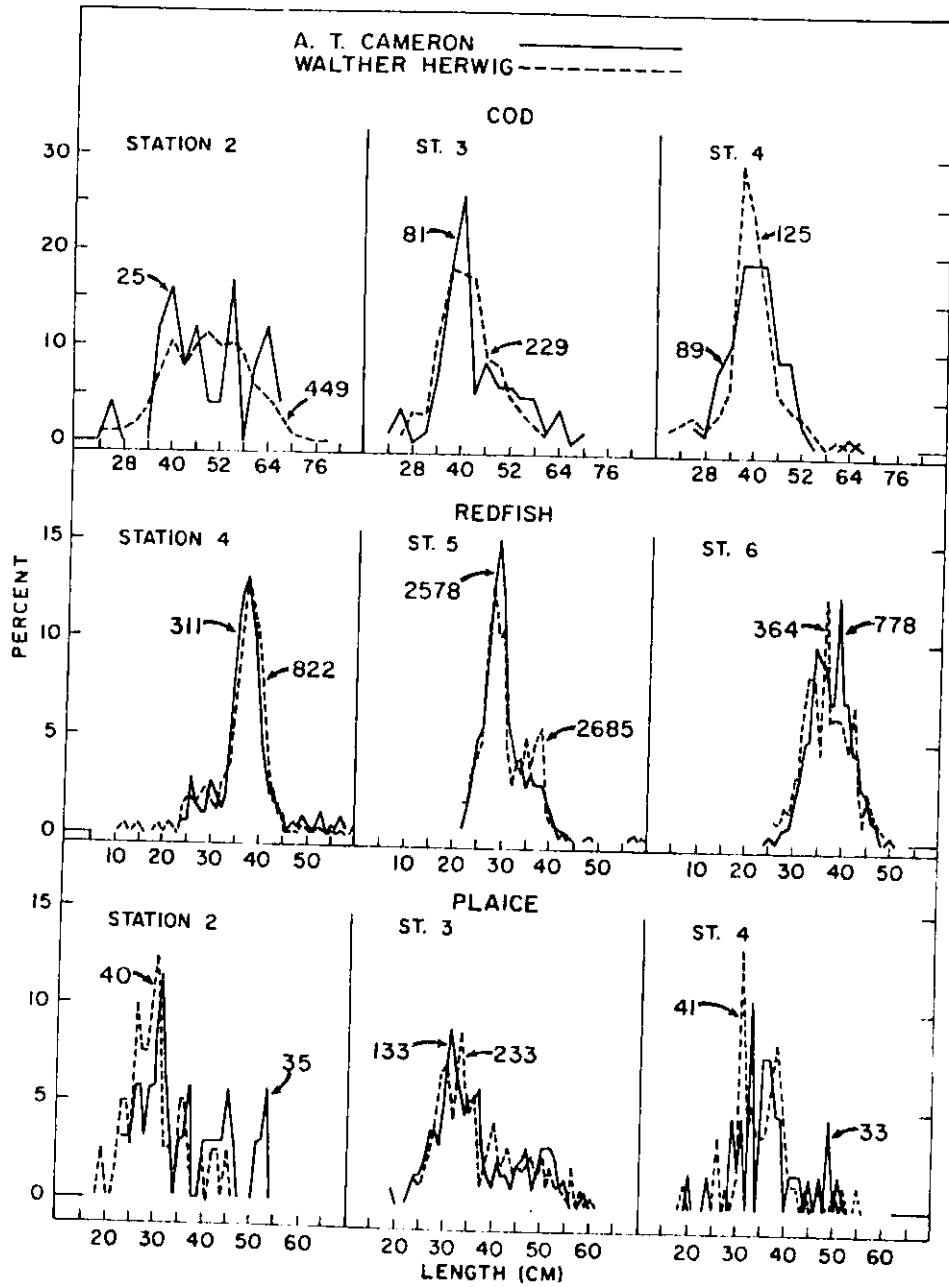 A. T. CAMERON
WALTHER HERWIG
COD
STATION 2
ST. 3
ST. 4
30
20
10
0
25
449
81
229
125
89
28 40 52 64 76
28 40 52 64 76
28 40 52 64 76
REDFISH
STATION 4
ST. 5
ST. 6
PERCENT
15
10
5
0
311
822
2578
2685
364
778
10 20 30 40 50
10 20 30 40 50
10 20 30 40 50
PLAICE
STATION 2
ST. 3
ST. 4
15
10
5
0
40
35
133
233
41
33
20 30 40 50 60
20 30 40 50 60
20 30 40 50 60
LENGTH (CM)